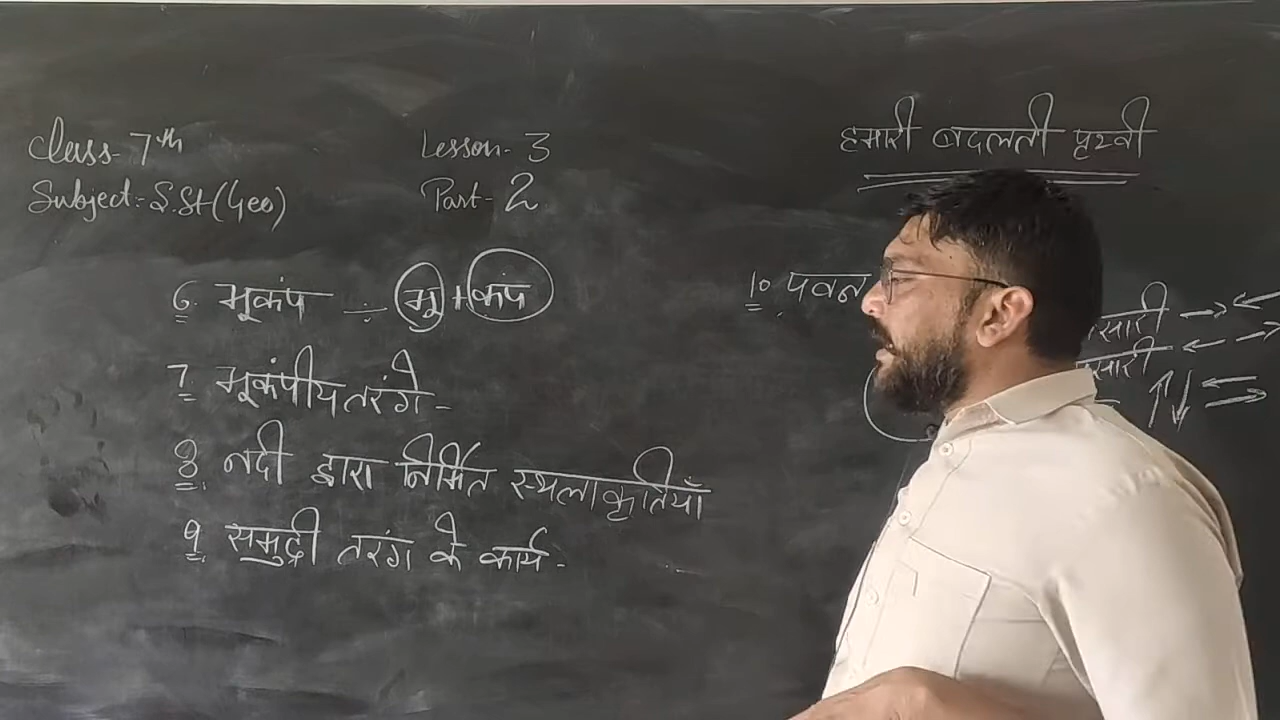 Class- 7th
Subject:- S.St (Geo)
Lesson- 3
Part- 2
हमारी बदलती पृथ्वी
6. भूकंप ÷ भू + कंप
7. भूकंपीय तरंगे -
8. नदी द्वारा निर्मित स्थलाकृतियाँ
9. समुद्री तरंग के कार्य -
10. पवन
सारी → ←
सारी ← →
↑↓ ← →